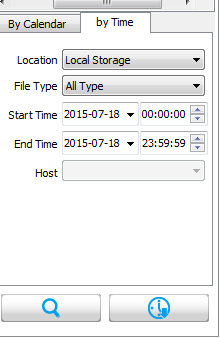 By Calendar by Time
Location Local Storage
File Type All Type
Start Time 2015-07-18 00:00:00
End Time 2015-07-18 23:59:59
Host